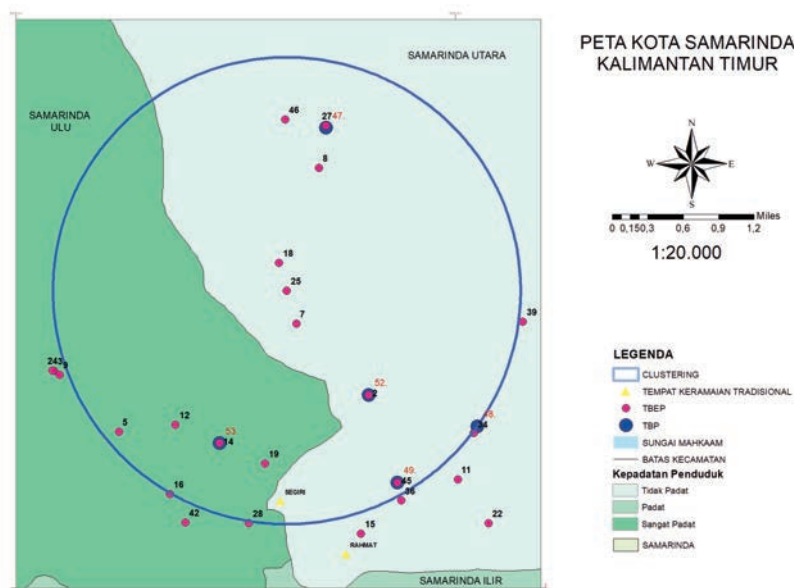 PETA KOTA SAMARINDA
KALIMANTAN TIMUR
SAMARINDA UTARA
SAMARINDA
ULU
46
27
47.
8
N
W
E
S
Miles
0 0,150,3 0,6 0,9 1,2
1:20.000
18
25
7
39
243
9
52.
2
5
12
53.
14
34
19
49.
45
11
16
36
SEGIRI
42
28
15
22
RAHMAT
SAMARINDA ILIR
LEGENDA
CLUSTERING
TEMPAT KERAMAIAN TRADISIONAL
TBEP
TBP
SUNGAI MAHKAAM
BATAS KECAMATAN
Kepadatan Penduduk
Tidak Padat
Padat
Sangat Padat
SAMARINDA